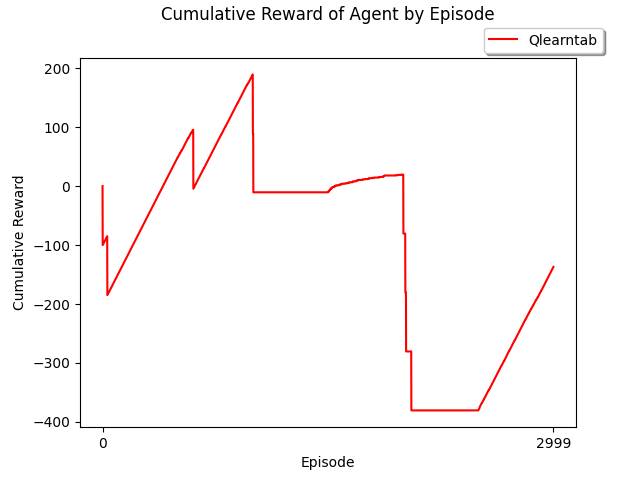 Cumulative Reward of Agent by Episode
Qlearntab
200
100
0
−100
−200
−300
−400
Cumulative Reward
0
2999
Episode